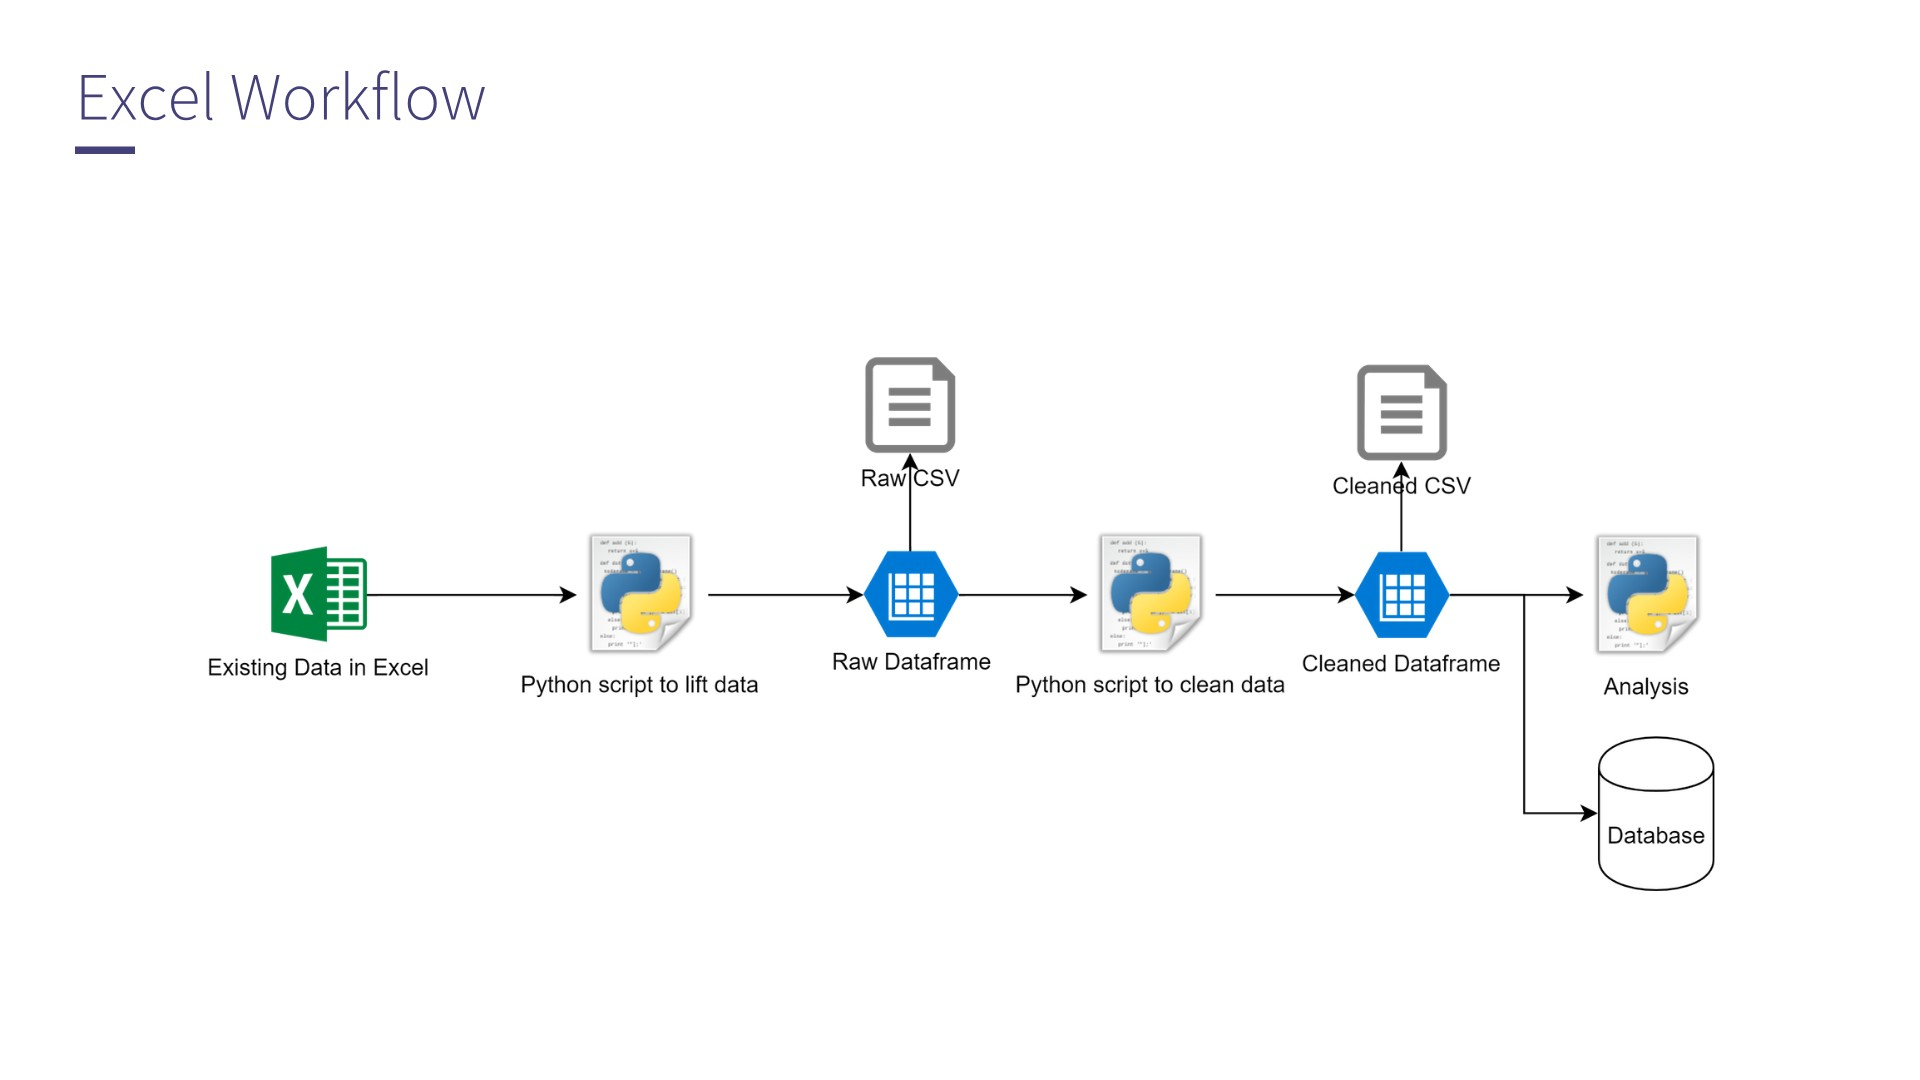 Excel Workflow
Raw CSV
Cleaned CSV
X
Existing Data in Excel
Python script to lift data
Raw Dataframe
Python script to clean data
Cleaned Dataframe
Analysis
Database